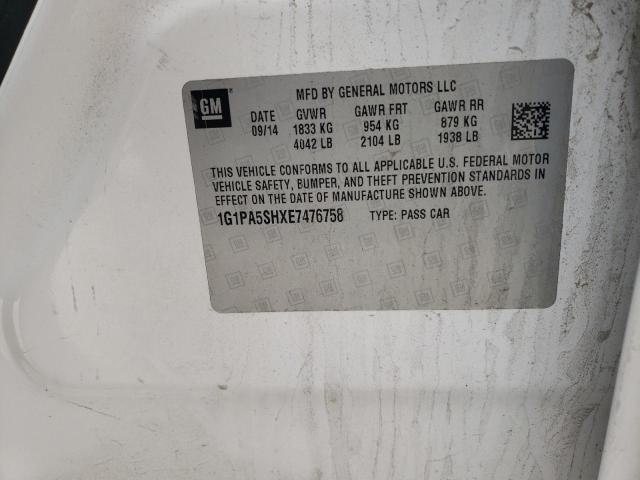 GM
MFD BY GENERAL MOTORS LLC
DATE GVWR GAWR FRT GAWR RR
09/14 1833 KG 954 KG 879 KG
4042 LB 2104 LB 1938 LB
THIS VEHICLE CONFORMS TO ALL APPLICABLE U.S. FEDERAL MOTOR
VEHICLE SAFETY, BUMPER, AND THEFT PREVENTION STANDARDS IN
EFFECT ON THE DATE OF MANUFACTURE SHOWN ABOVE.
1G1PA5SHXE7476758 TYPE: PASS CAR